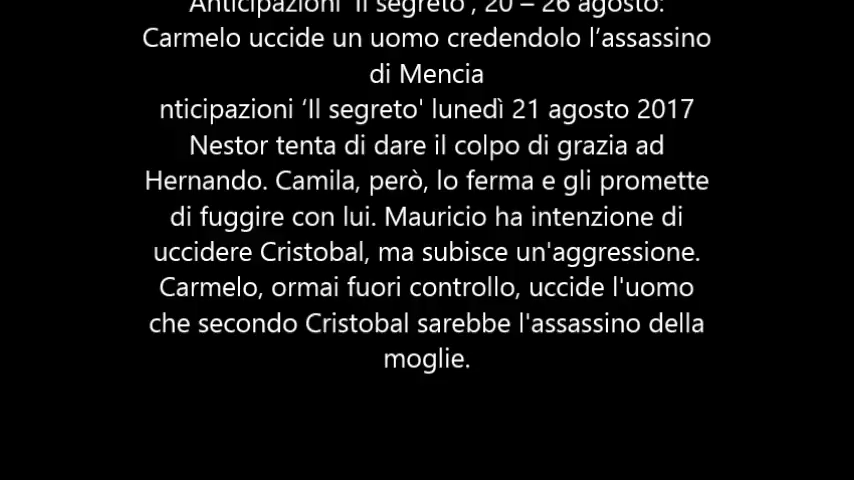 Anticipazioni 'Il segreto', 20 – 26 agosto:
Carmelo uccide un uomo credendolo l’assassino
di Mencia
nticipazioni ‘Il segreto' lunedì 21 agosto 2017
Nestor tenta di dare il colpo di grazia ad
Hernando. Camila, però, lo ferma e gli promette
di fuggire con lui. Mauricio ha intenzione di
uccidere Cristobal, ma subisce un'aggressione.
Carmelo, ormai fuori controllo, uccide l'uomo
che secondo Cristobal sarebbe l'assassino della
moglie.